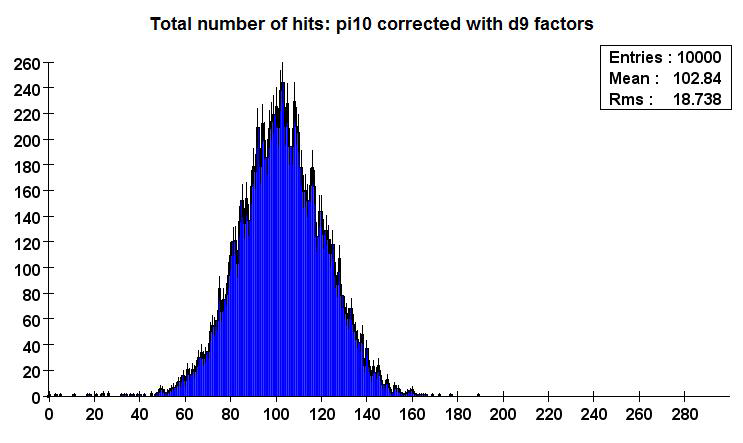 Total number of hits: pi10 corrected with d9 factors
Entries : 10000
Mean : 102.84
Rms : 18.738
260
240
220
200
180
160
140
120
100
80
60
40
20
0
0 20 40 60 80 100 120 140 160 180 200 220 240 260 280